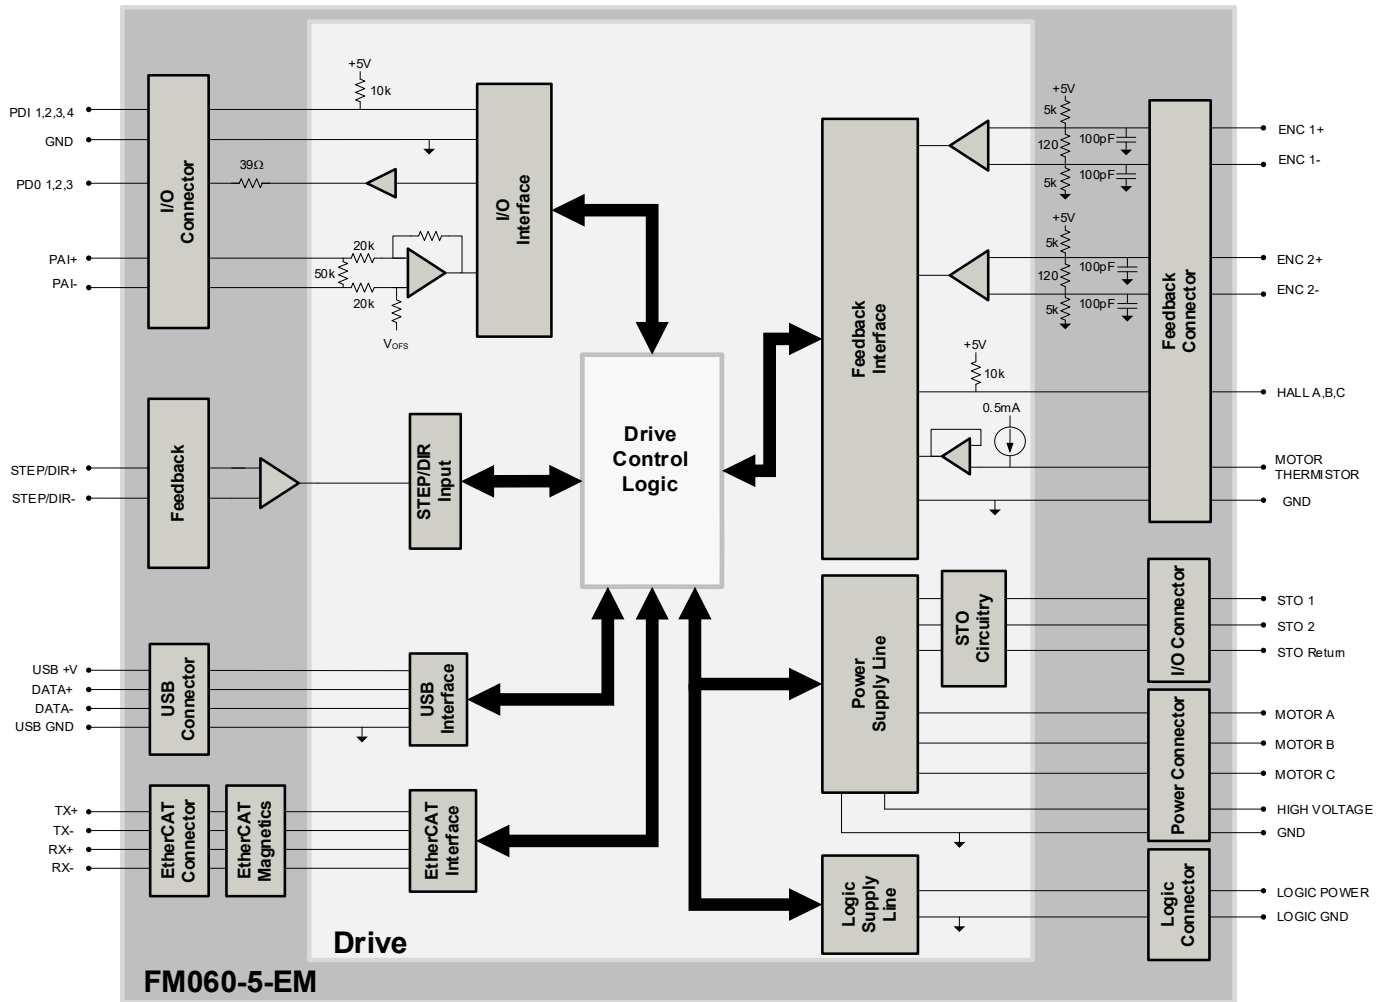 PDI 1,2,3,4
GND
PD0 1,2,3
PAI+
PAI-
I/O
Connector
+5V
10k
39Ω
20k
50k
20k
VOFS
I/O
Interface
STEP/DIR+
STEP/DIR-
Feedback
STEP/DIR
Input
USB +V
DATA+
DATA-
USB GND
USB
Connector
USB
Interface
TX+
TX-
RX+
RX-
EtherCAT
Connector
EtherCAT
Magnetics
EtherCAT
Interface
Drive
Control
Logic
Feedback
Interface
+5V
5k
120
5k
100pF
100pF
+5V
5k
120
5k
100pF
100pF
+5V
10k
0.5mA
Feedback
Connector
ENC 1+
ENC 1-
ENC 2+
ENC 2-
HALL A,B,C
MOTOR
THERMISTOR
GND
Power
Supply Line
STO
Circuitry
I/O Connector
STO 1
STO 2
STO Return
Power Connector
MOTOR A
MOTOR B
MOTOR C
HIGH VOLTAGE
GND
Logic
Supply
Line
Logic
Connector
LOGIC POWER
LOGIC GND
Drive
FM060-5-EM